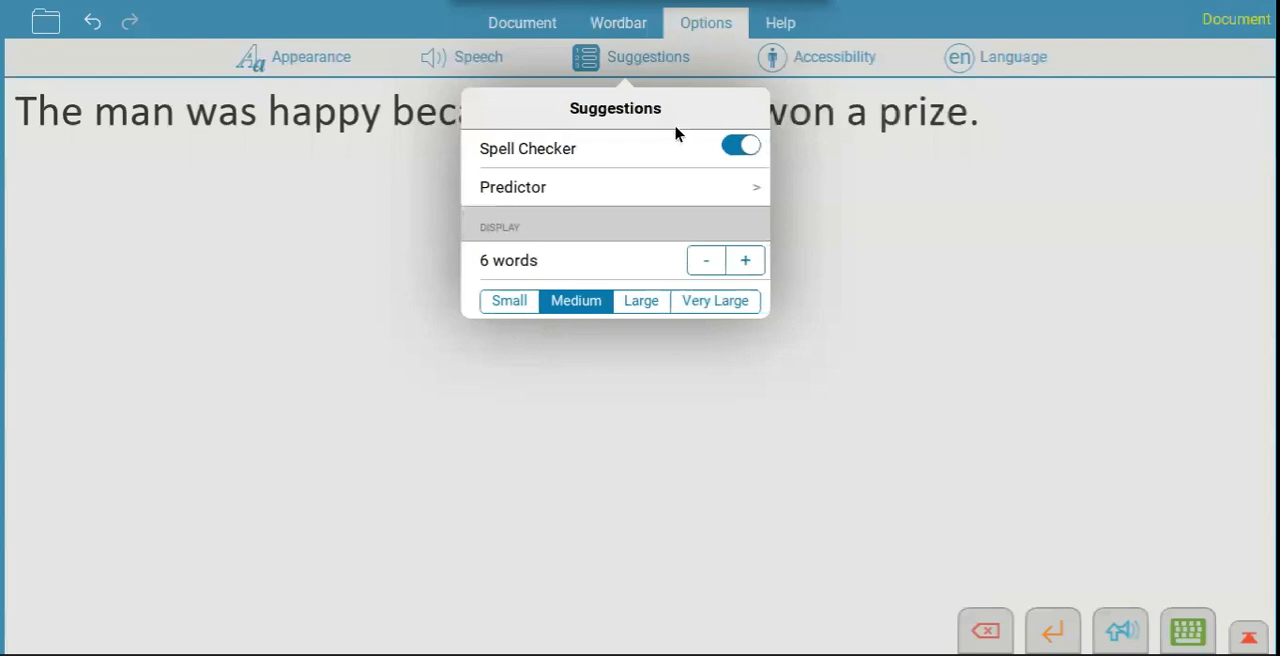 Document Wordbar Options Help Document
Appearance Speech Suggestions Accessibility en Language
The man was happy won a prize.
Suggestions
Spell Checker
Predictor >
DISPLAY
6 words - +
Small Medium Large Very Large